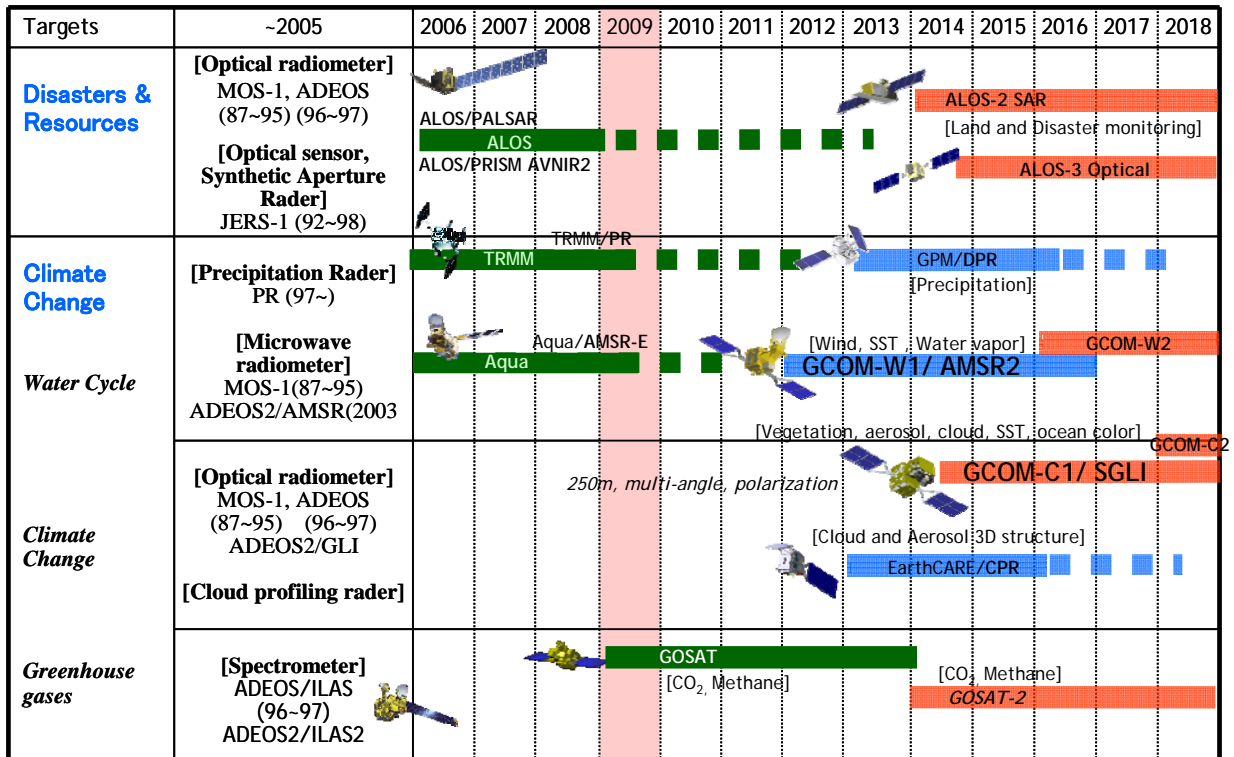 Targets ~2005 2006 2007 2008 2009 2010 2011 2012 2013 2014 2015 2016 2017 2018
Disasters &
Resources
[Optical radiometer]
MOS-1, ADEOS
(87~95) (96~97)
[Optical sensor,
Synthetic Aperture
Rader]
JERS-1 (92~98)
ALOS/PALSAR
ALOS
ALOS/PRISM AVNIR2
ALOS-2 SAR
[Land and Disaster monitoring]
ALOS-3 Optical
Climate
Change
Water Cycle
[Precipitation Rader]
PR (97~)
[Microwave
radiometer]
MOS-1(87~95)
ADEOS2/AMSR(2003
TRMM/PR
TRMM
GPM/DPR
[Precipitation]
Aqua/AMSR-E
Aqua
[Wind, SST , Water vapor]
GCOM-W1/ AMSR2
GCOM-W2
Climate
Change
[Optical radiometer]
MOS-1, ADEOS
(87~95) (96~97)
ADEOS2/GLI
[Cloud profiling rader]
[Vegetation, aerosol, cloud, SST, ocean color]
GCOM-C2
250m, multi-angle, polarization
GCOM-C1/ SGLI
[Cloud and Aerosol 3D structure]
EarthCARE/CPR
Greenhouse
gases
[Spectrometer]
ADEOS/ILAS
(96~97)
ADEOS2/ILAS2
GOSAT
[CO2, Methane]
[CO2, Methane]
GOSAT-2